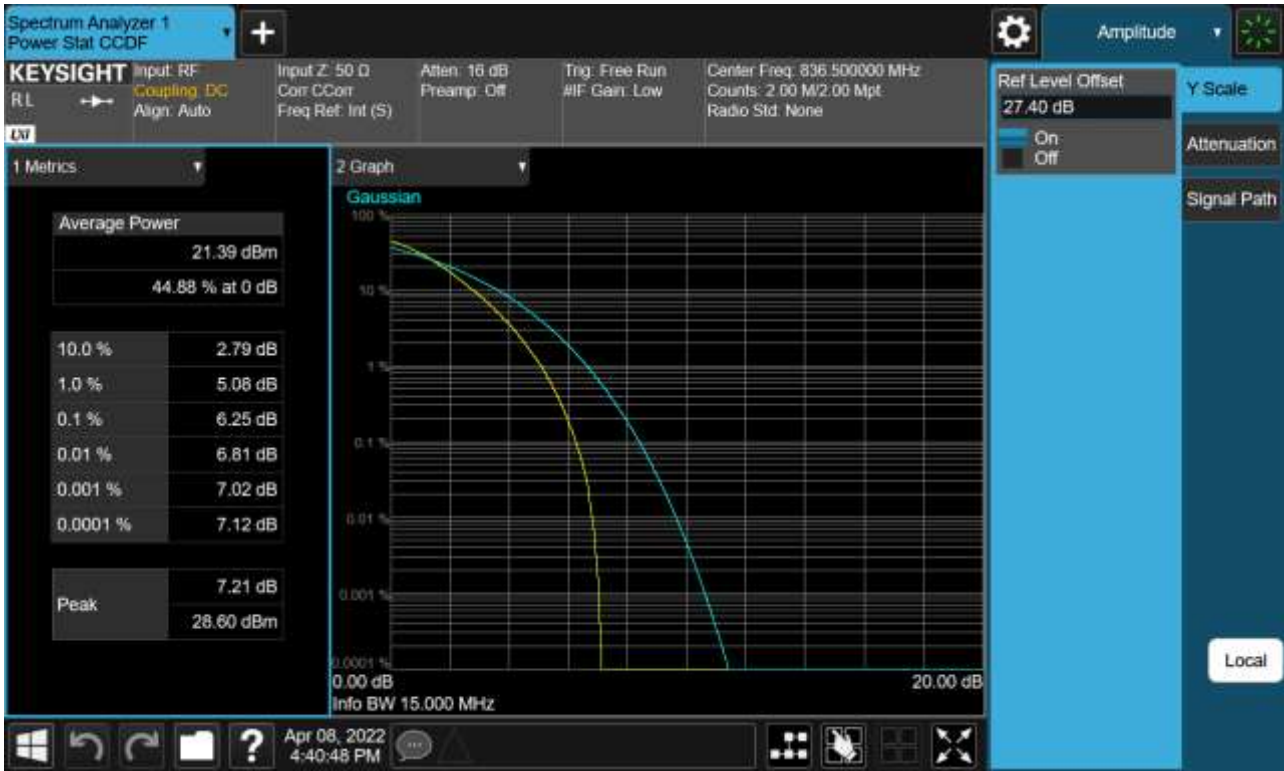 Spectrum Analyzer 1
Power Stat CCDF
+
Amplitude
KEYSIGHT
RL
LXI
Input: RF
Coupling: DC
Align: Auto
Input Z: 50 Ω
Corr CCorr
Freq Ref: Int (S)
Atten: 16 dB
Preamp: Off
Trig: Free Run
#IF Gain: Low
Center Freq: 836.500000 MHz
Counts: 2.00 M/2.00 Mpt
Radio Std: None
Ref Level Offset
27.40 dB
On
Off
Y Scale
Attenuation
Signal Path
Local
1 Metrics
Average Power
21.39 dBm
44.88 % at 0 dB
10.0 % 2.79 dB
1.0 % 5.08 dB
0.1 % 6.25 dB
0.01 % 6.81 dB
0.001 % 7.02 dB
0.0001 % 7.12 dB
Peak
7.21 dB
28.60 dBm
2 Graph
Gaussian
100 %
10 %
1 %
0.1 %
0.01 %
0.001 %
0.0001 %
0.00 dB 20.00 dB
Info BW 15.000 MHz
?
Apr 08, 2022
4:40:48 PM